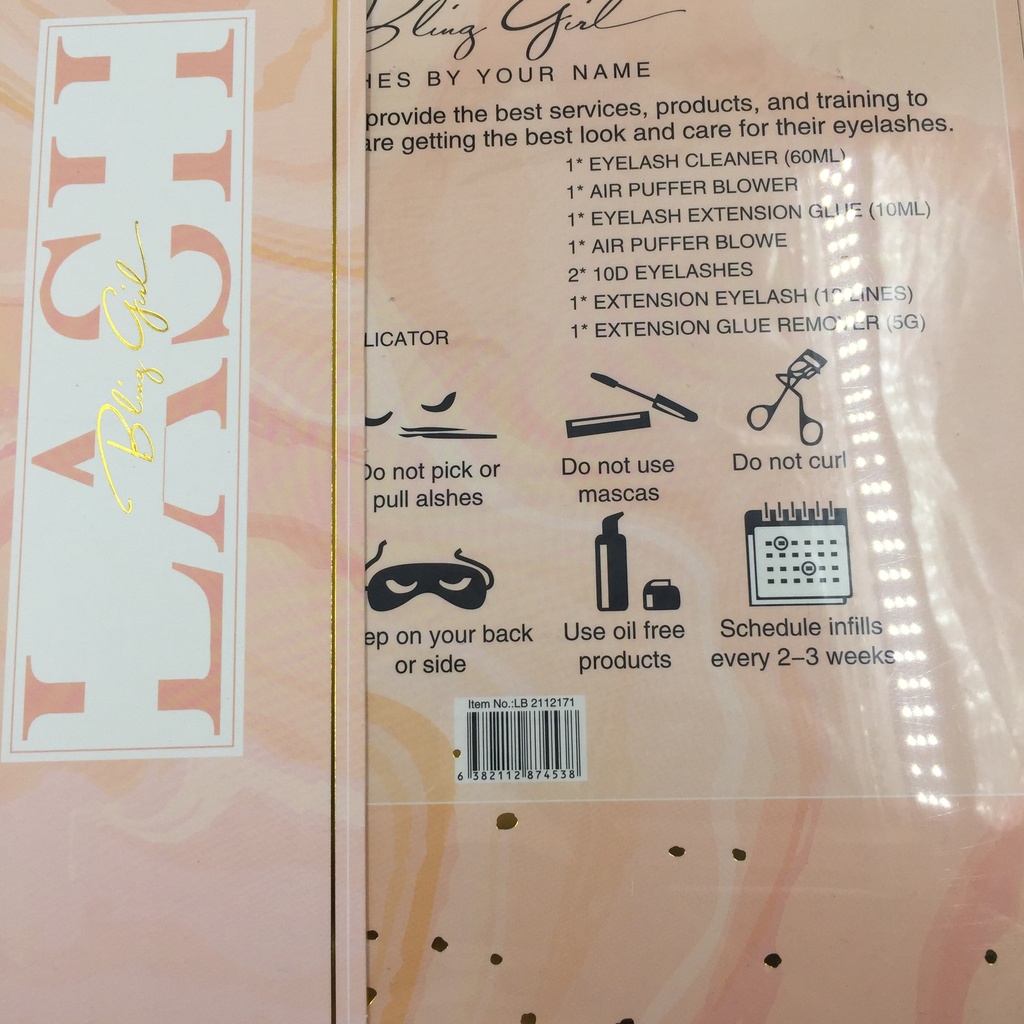 LASH
Bling Girl
Bling Girl
HES BY YOUR NAME
provide the best services, products, and training to
are getting the best look and care for their eyelashes.
1* EYELASH CLEANER (60ML)
1* AIR PUFFER BLOWER
1* EYELASH EXTENSION GLUE (10ML)
1* AIR PUFFER BLOWE
2* 10D EYELASHES
1* EXTENSION EYELASH (12 LINES)
1* EXTENSION GLUE REMOVER (5G)
LICATOR
Do not pick or
pull alshes
Do not use
mascas
Do not curl
ep on your back
or side
Use oil free
products
Schedule infills
every 2–3 weeks
Item No.:LB 2112171
6 382112 874538